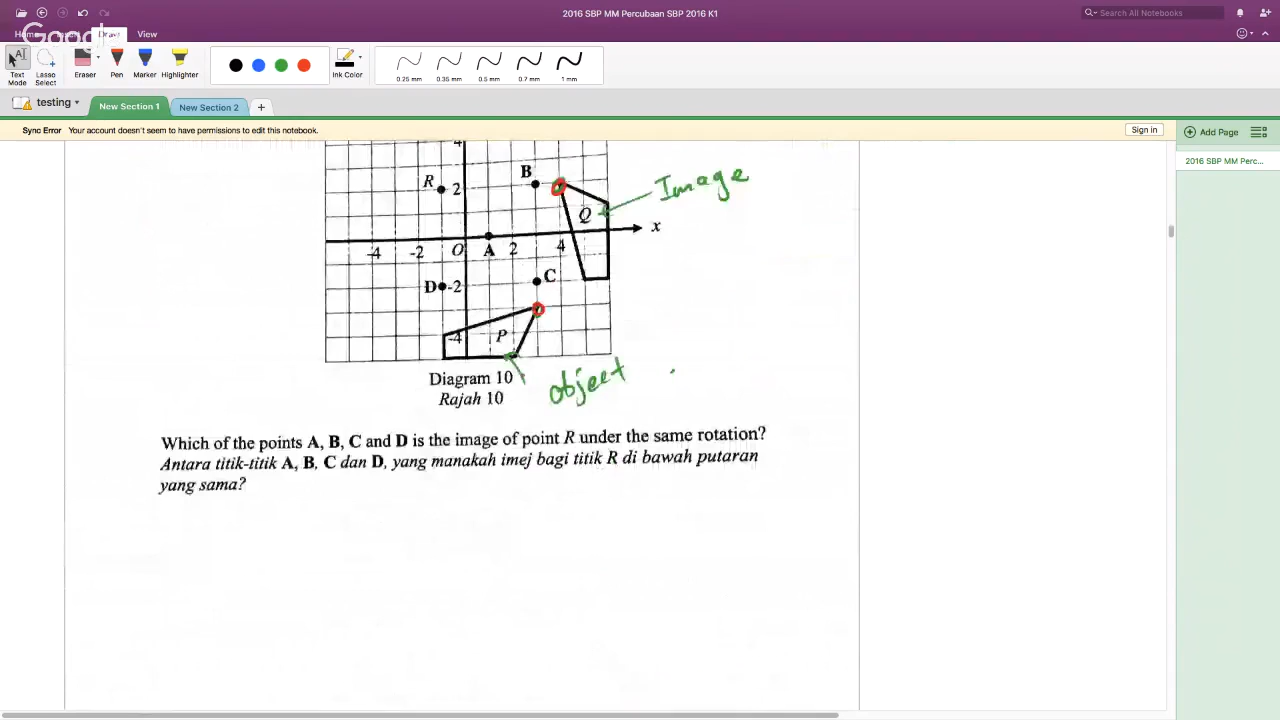 2016 SBP MM Percubaan SBP 2016 K1
Search All Notebooks
Google
Home Insert Draw View
Text Mode
Lasso Select
Eraser
Pen
Marker
Highlighter
Ink Color
0.25 mm 0.35 mm 0.5 mm 0.7 mm 1 mm
testing
New Section 1
New Section 2
+
Sync Error Your account doesn't seem to have permissions to edit this notebook.
Sign in
Add Page
2016 SBP MM Perc...
4
R 2 B
Image
Q
x
-4 -2 O A 2 4
D -2 C
-4 P
object
Diagram 10
Rajah 10
Which of the points A, B, C and D is the image of point R under the same rotation?
Antara titik-titik A, B, C dan D, yang manakah imej bagi titik R di bawah putaran
yang sama?